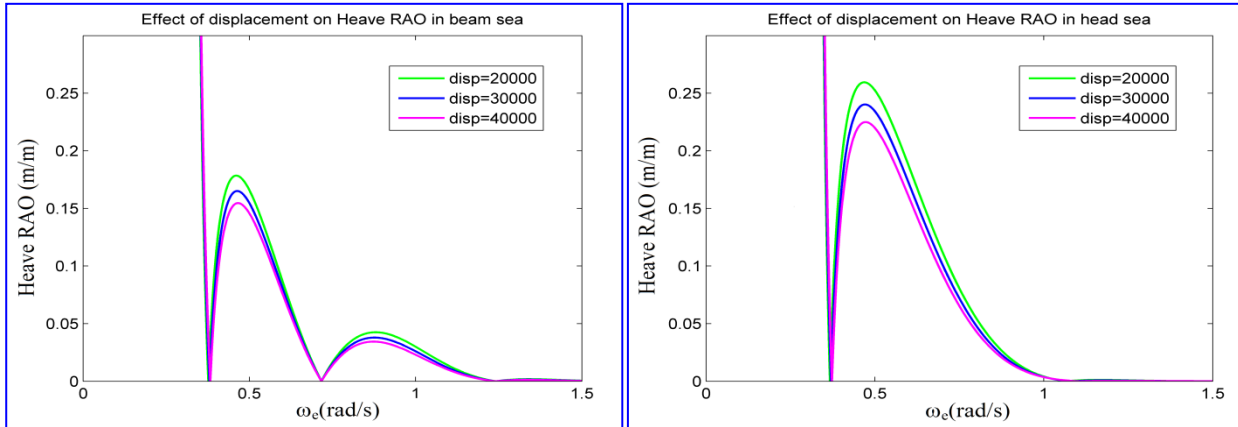 Effect of displacement on Heave RAO in beam sea
disp=20000
disp=30000
disp=40000
0.25
0.2
0.15
0.1
0.05
0
Heave RAO (m/m)
0
0.5
1
1.5
ωe(rad/s)
Effect of displacement on Heave RAO in head sea
disp=20000
disp=30000
disp=40000
0.25
0.2
0.15
0.1
0.05
0
Heave RAO (m/m)
0
0.5
1
1.5
ωe(rad/s)